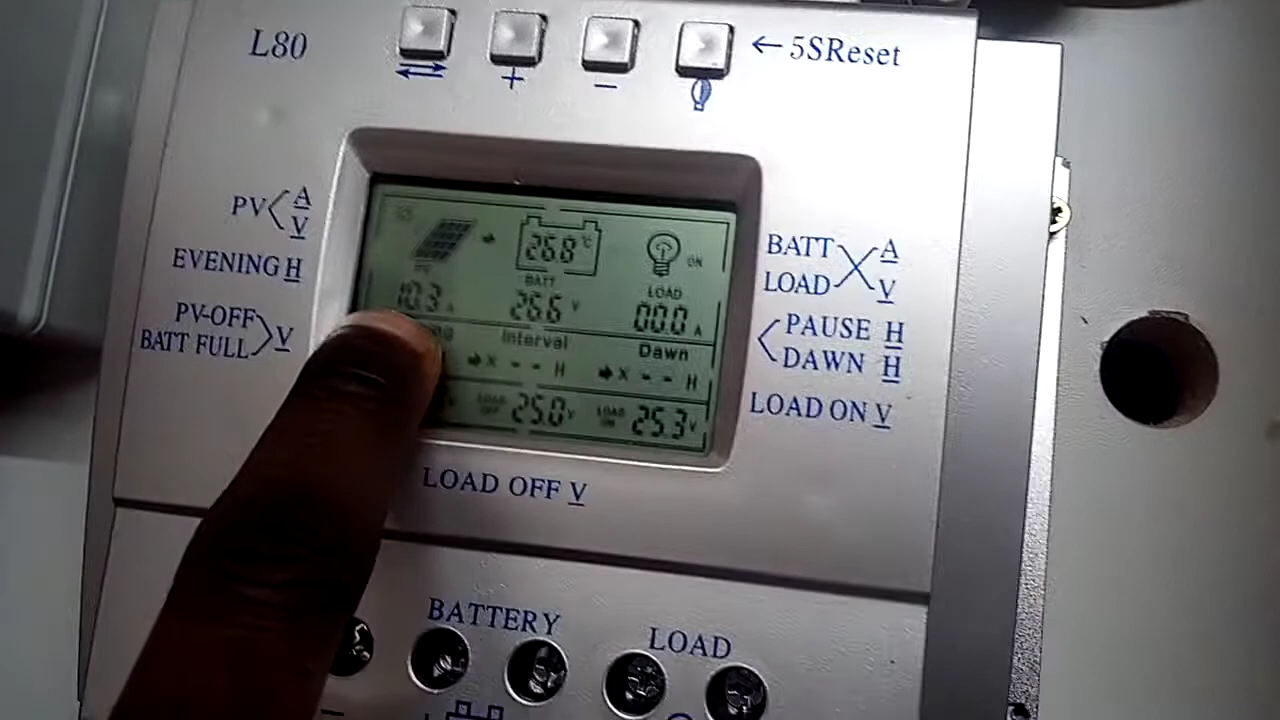 L80
← 5SReset
+
−
PV A
V
EVENING H
PV-OFF
BATT FULL V
BATT A
LOAD V
PAUSE H
DAWN H
LOAD ON V
26.8 °C
ON
BATT
LOAD
10.3 A
26.6 V
00.0 A
Interval
Dawn
X - - H
X - - H
LOAD OFF 25.0 V
LOAD ON 25.3 V
LOAD OFF V
BATTERY
LOAD